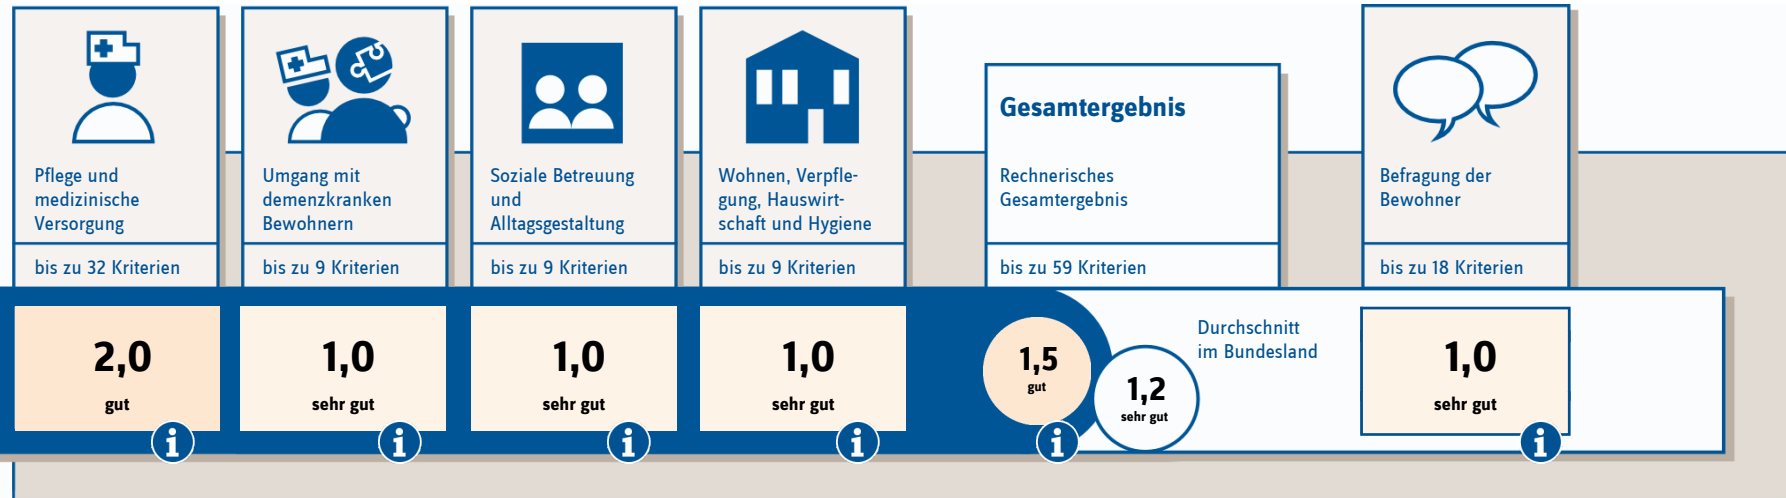 Pflege und
medizinische
Versorgung
bis zu 32 Kriterien
2,0
gut
i
Umgang mit
demenzkranken
Bewohnern
bis zu 9 Kriterien
1,0
sehr gut
i
Soziale Betreuung
und
Alltagsgestaltung
bis zu 9 Kriterien
1,0
sehr gut
i
Wohnen, Verpfle-
gung, Hauswirt-
schaft und Hygiene
bis zu 9 Kriterien
1,0
sehr gut
i
Gesamtergebnis
Rechnerisches
Gesamtergebnis
bis zu 59 Kriterien
1,5
gut
i
Durchschnitt
im Bundesland
1,2
sehr gut
Befragung der
Bewohner
bis zu 18 Kriterien
1,0
sehr gut
i